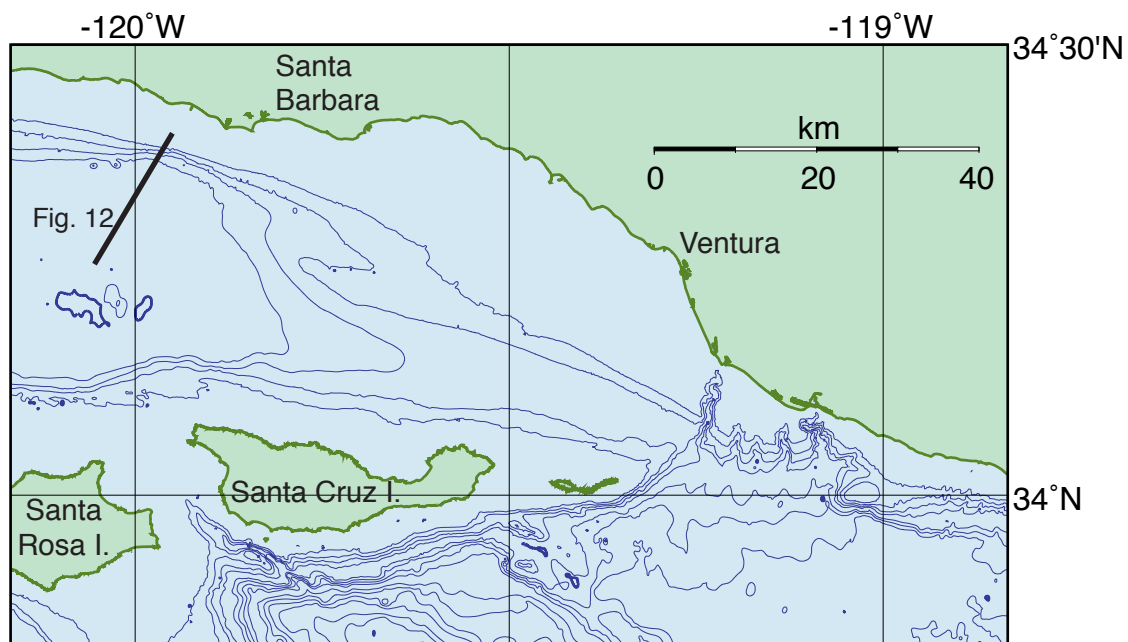 -120˚W
-119˚W
34˚30'N
Santa
Barbara
km
0
20
40
Fig. 12
Ventura
Santa Cruz I.
34˚N
Santa
Rosa I.